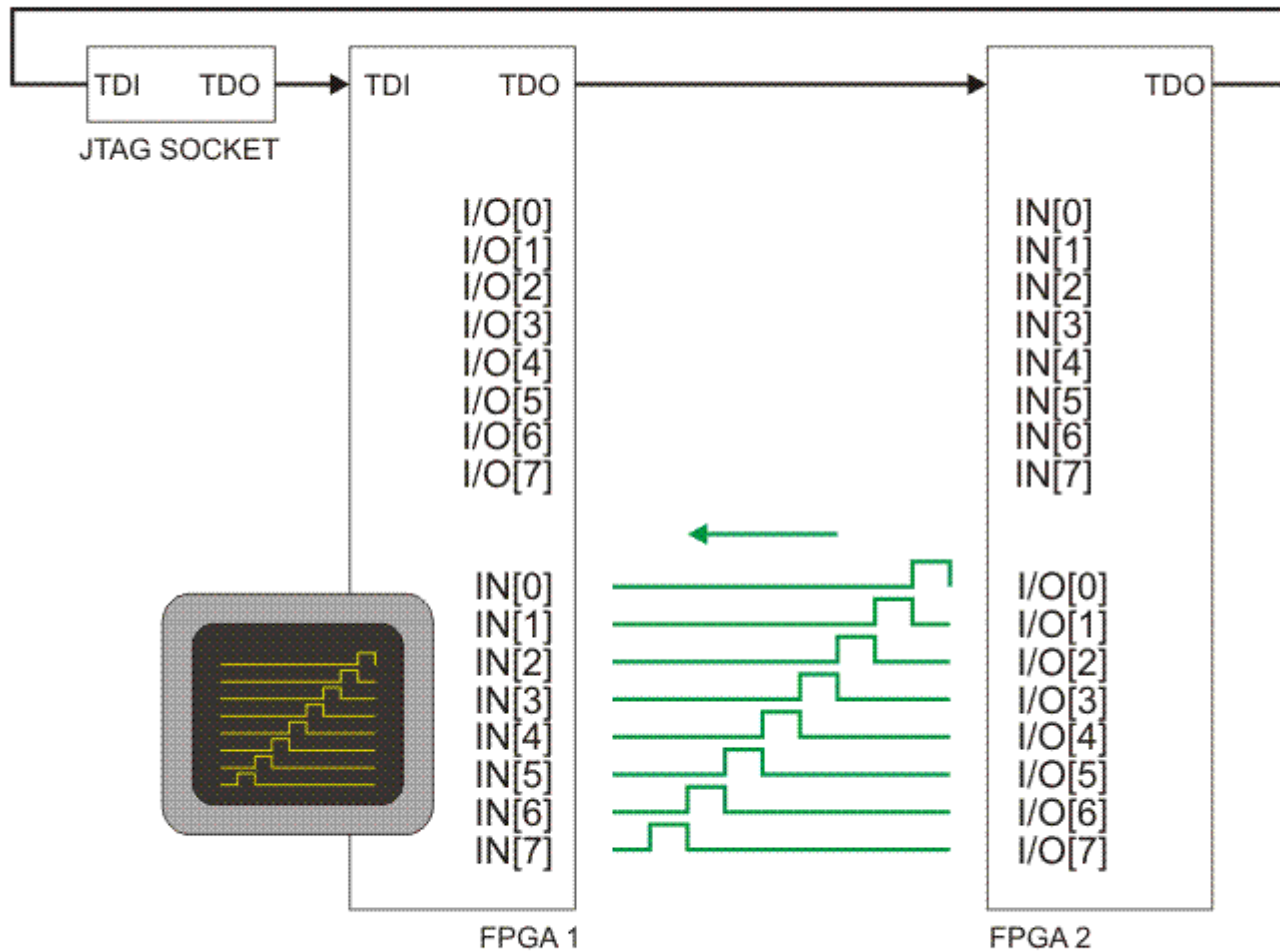 TDI TDO TDI TDO TDO
JTAG SOCKET
I/O[0] IN[0]
I/O[1] IN[1]
I/O[2] IN[2]
I/O[3] IN[3]
I/O[4] IN[4]
I/O[5] IN[5]
I/O[6] IN[6]
I/O[7] IN[7]
IN[0] I/O[0]
IN[1] I/O[1]
IN[2] I/O[2]
IN[3] I/O[3]
IN[4] I/O[4]
IN[5] I/O[5]
IN[6] I/O[6]
IN[7] I/O[7]
FPGA 1 FPGA 2